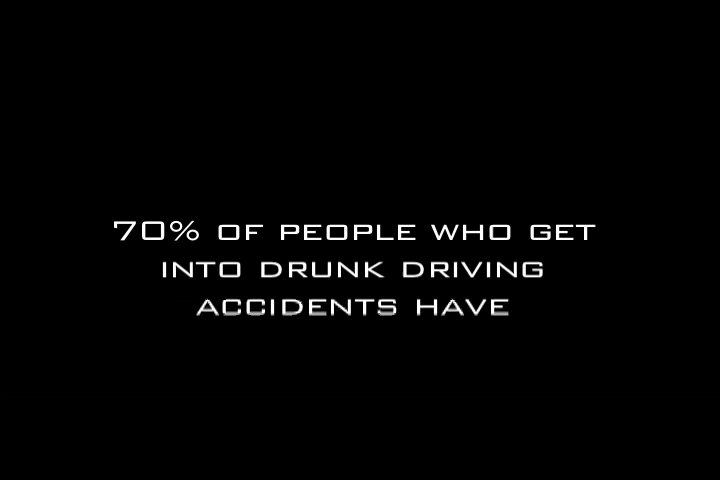 70% OF PEOPLE WHO GET
INTO DRUNK DRIVING
ACCIDENTS HAVE